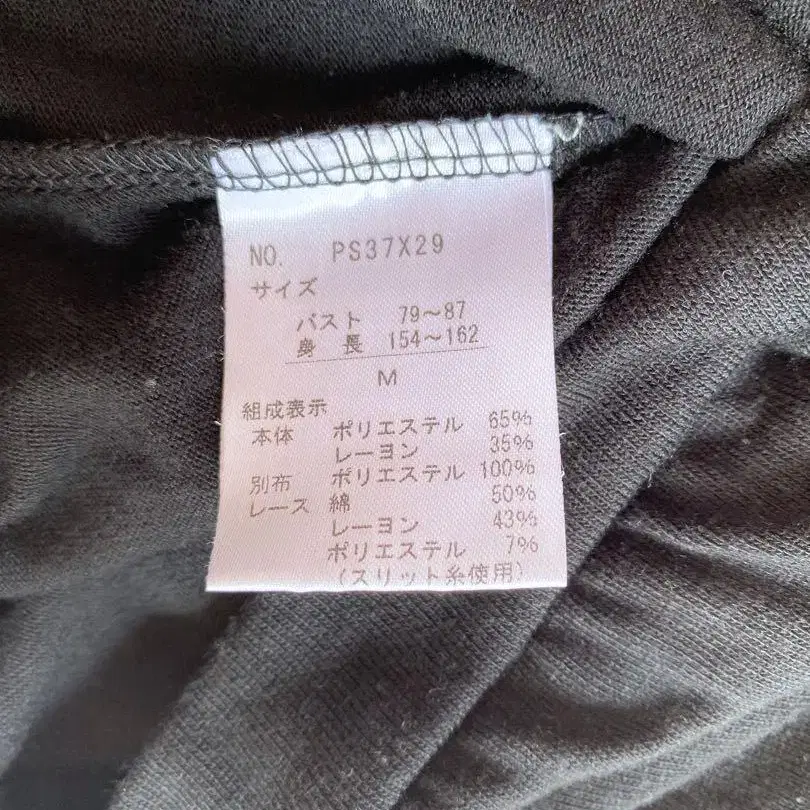 NO. PS37X29
サイズ
バスト 79～87
身長 154～162
M
組成表示
本体 ポリエステル 65%
レーヨン 35%
別布 ポリエステル 100%
レース 綿 50%
レーヨン 43%
ポリエステル 7%
(スリット糸使用)